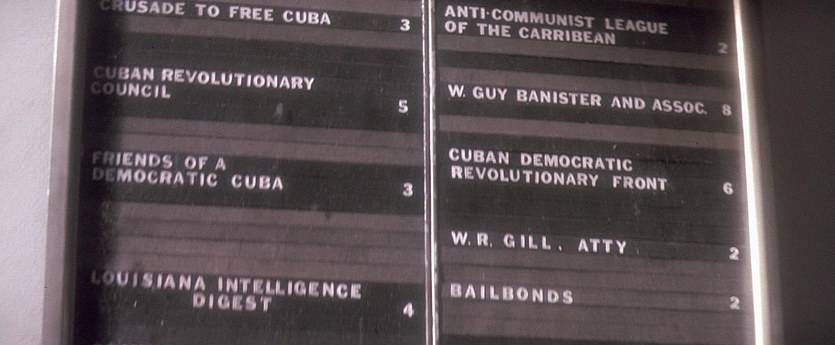 CRUSADE TO FREE CUBA 3
CUBAN REVOLUTIONARY
COUNCIL 5
FRIENDS OF A
DEMOCRATIC CUBA 3
LOUISIANA INTELLIGENCE
DIGEST 4
ANTI-COMMUNIST LEAGUE
OF THE CARRIBEAN 2
W. GUY BANISTER AND ASSOC. 8
CUBAN DEMOCRATIC
REVOLUTIONARY FRONT 6
W. R. GILL, ATTY 2
BAILBONDS 2